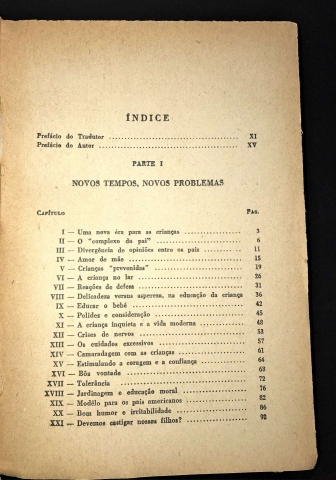 ÍNDICE
Prefácio do Tradutor ................................ XI
Prefácio do Autor ................................ XV
PARTE I
NOVOS TEMPOS, NOVOS PROBLEMAS
CAPÍTULO PAG.
I — Uma nova éra para as crianças ................ 3
II — O "complexo do pai" ................ 6
III — Divergência de opiniões entre os pais ................ 11
IV — Amor de mãe ................ 15
V — Crianças "prevenidas" ................ 19
VI — A criança no lar ................ 26
VII — Reações de defesa ................ 31
VIII — Delicadeza versus aspereza, na educação da criança 36
IX — Educar o bebê ................ 42
X — Polidez e consideração ................ 45
XI — A criança inquieta e a vida moderna ................ 48
XII — Crises de nervos ................ 53
XIII — Os cuidados excessivos ................ 57
XIV — Camaradagem com as crianças ................ 61
XV — Estimulando a coragem e a confiança ................ 64
XVI — Bôa vontade ................ 68
XVII — Tolerância ................ 72
XVIII — Jardinagem e educação moral ................ 76
XIX — Modêlo para os pais americanos ................ 82
XX — Bom humor e irritabilidade ................ 86
XXI — Devemos castigar nossos filhos? ................ 92